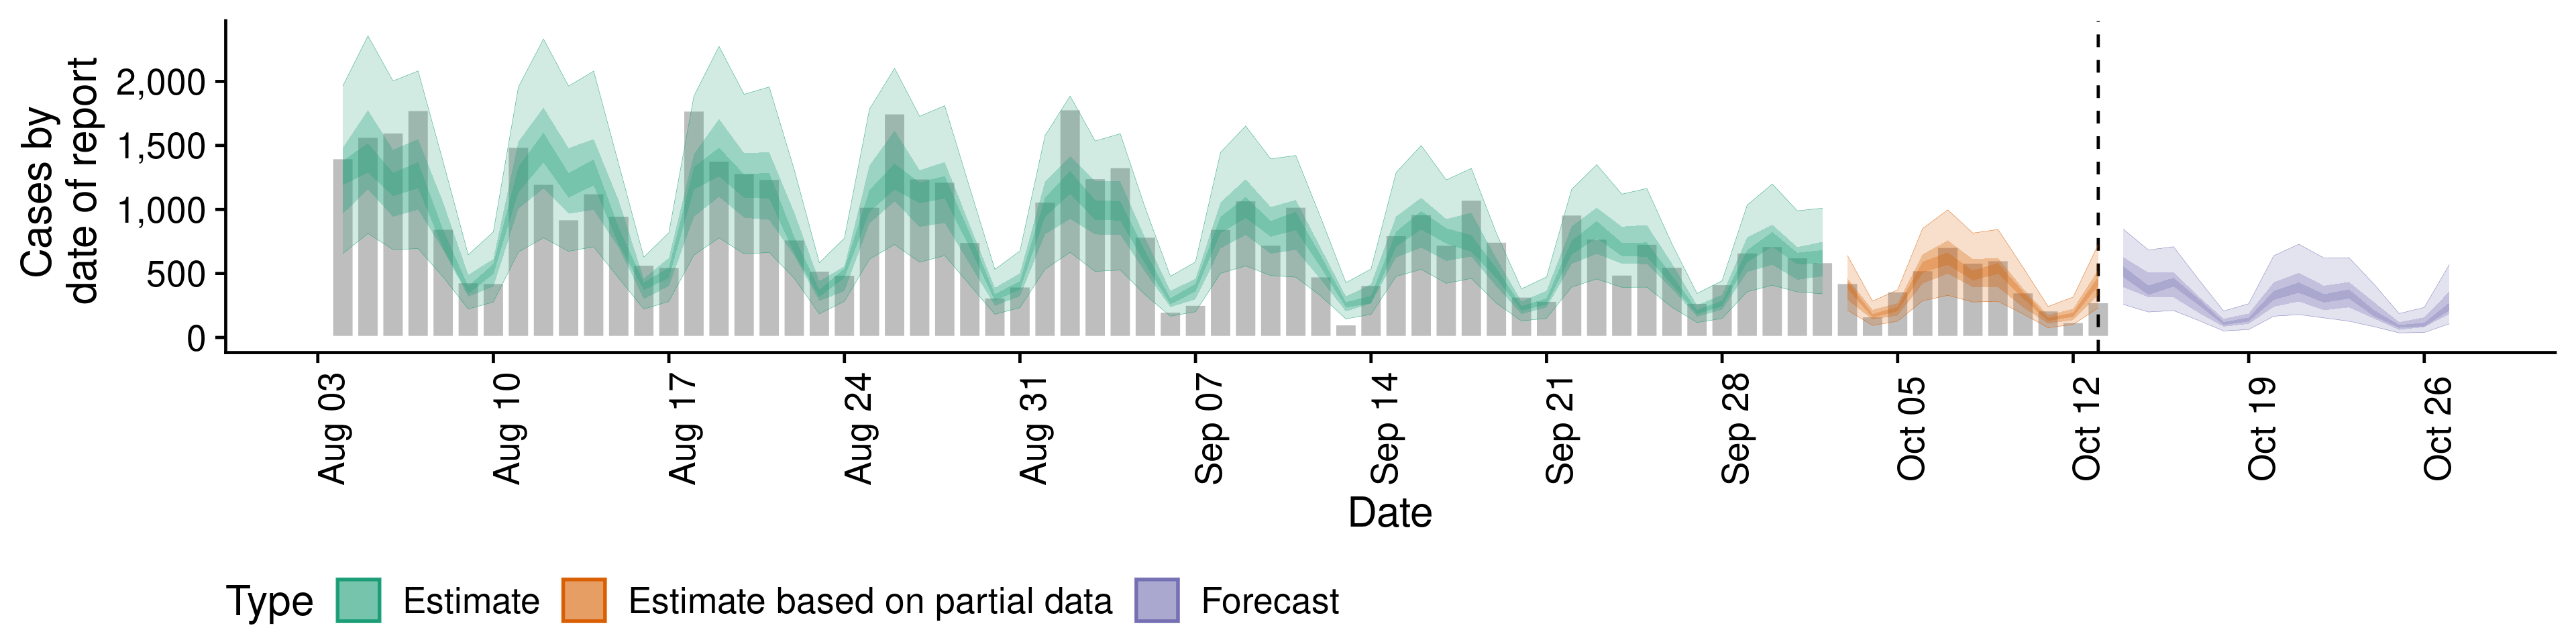 Cases by
date of report
2,000
1,500
1,000
500
0
Aug 03
Aug 10
Aug 17
Aug 24
Aug 31
Sep 07
Sep 14
Sep 21
Sep 28
Oct 05
Oct 12
Oct 19
Oct 26
Date
Type Estimate Estimate based on partial data Forecast